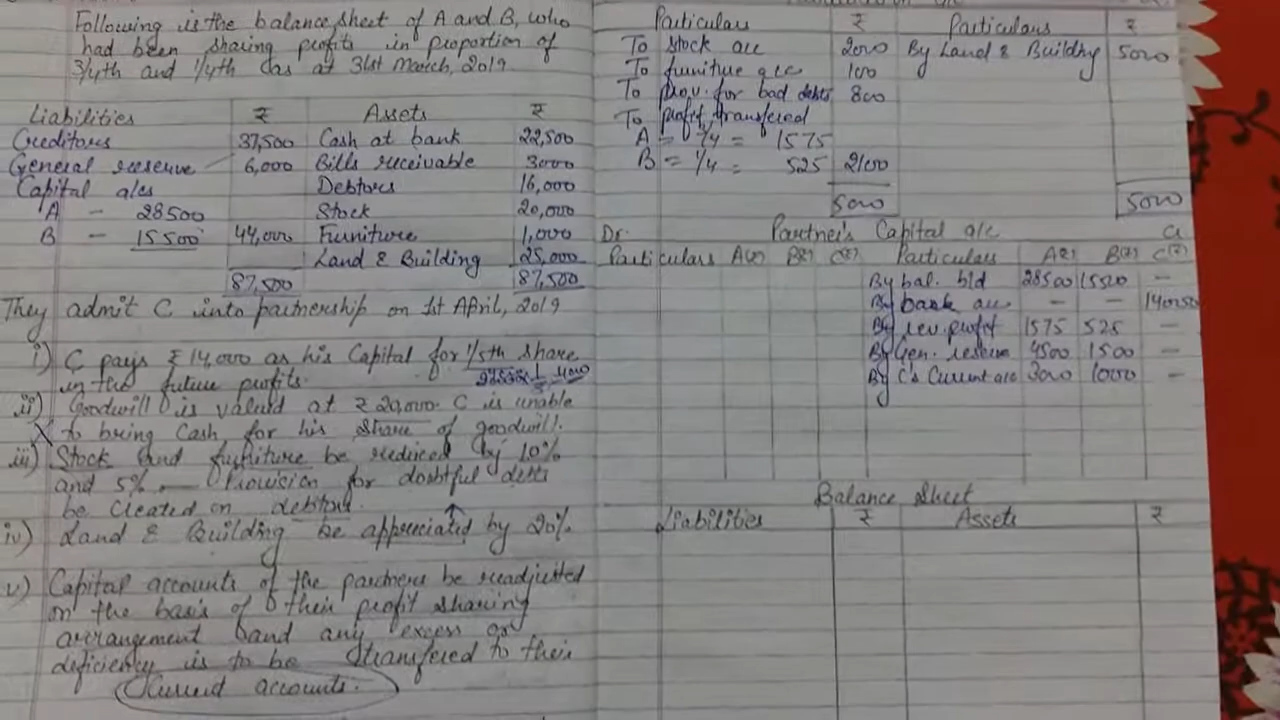 Following is the balance sheet of A and B, who
had been sharing profits in proportion of
3/4th and 1/4th as at 31st March, 2019
Liabilities ₹ Assets ₹
Creditors 37,500 Cash at bank 22,500
General reserve 6,000 Bills receivable 3000
Capital a/cs Debtors 16,000
A - 28500 Stock 20,000
B - 15500 44,000 Furniture 1,000
Land & Building 25,000
87,500 87,500
They admit C into partnership on 1st April, 2019
i) C pays ₹ 14,000 as his Capital for 1/5th share
in the future profits.
ii) Goodwill is valued at ₹ 20,000. C is unable
X to bring Cash for his share of goodwill.
iii) Stock and furniture be reduced by 10%
and 5%. Provision for doubtful debts
be created on debtors.
iv) Land & Building be appreciated by 20%.
v) Capital accounts of the partners be readjusted
on the basis of their profit sharing
arrangement and any excess or
deficiency is to be transfered to their
Current accounts.
Particulars ₹ Particulars ₹
To Stock a/c 2000 By Land & Building 5000
To furniture a/c 100
To prov. for bad debts 800
To profit transfered
A = 3/4 = 1575
B = 1/4 = 525 2100
5000 5000
Dr. Partner's Capital a/c Cr
Particulars A(₹) B(₹) C(₹) Particulars A(₹) B(₹) C(₹)
By bal. b/d 28500 15500 -
By bank a/c - -
By rev. profit 1575 525 -
By Gen. reserve 4500 1500 -
By C's Current a/c 3000 1000 -
Balance Sheet
Liabilities ₹ Assets ₹